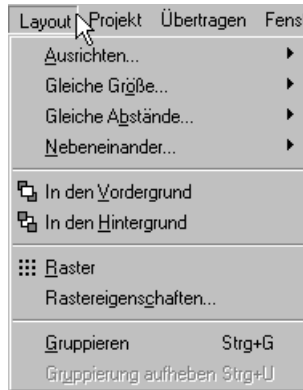 Layout Projekt Übertragen Fens
Ausrichten...
Gleiche Größe...
Gleiche Abstände...
Nebeneinander...
In den Vordergrund
In den Hintergrund
Raster
Rastereigenschaften...
Gruppieren Strg+G
Gruppierung aufheben Strg+U